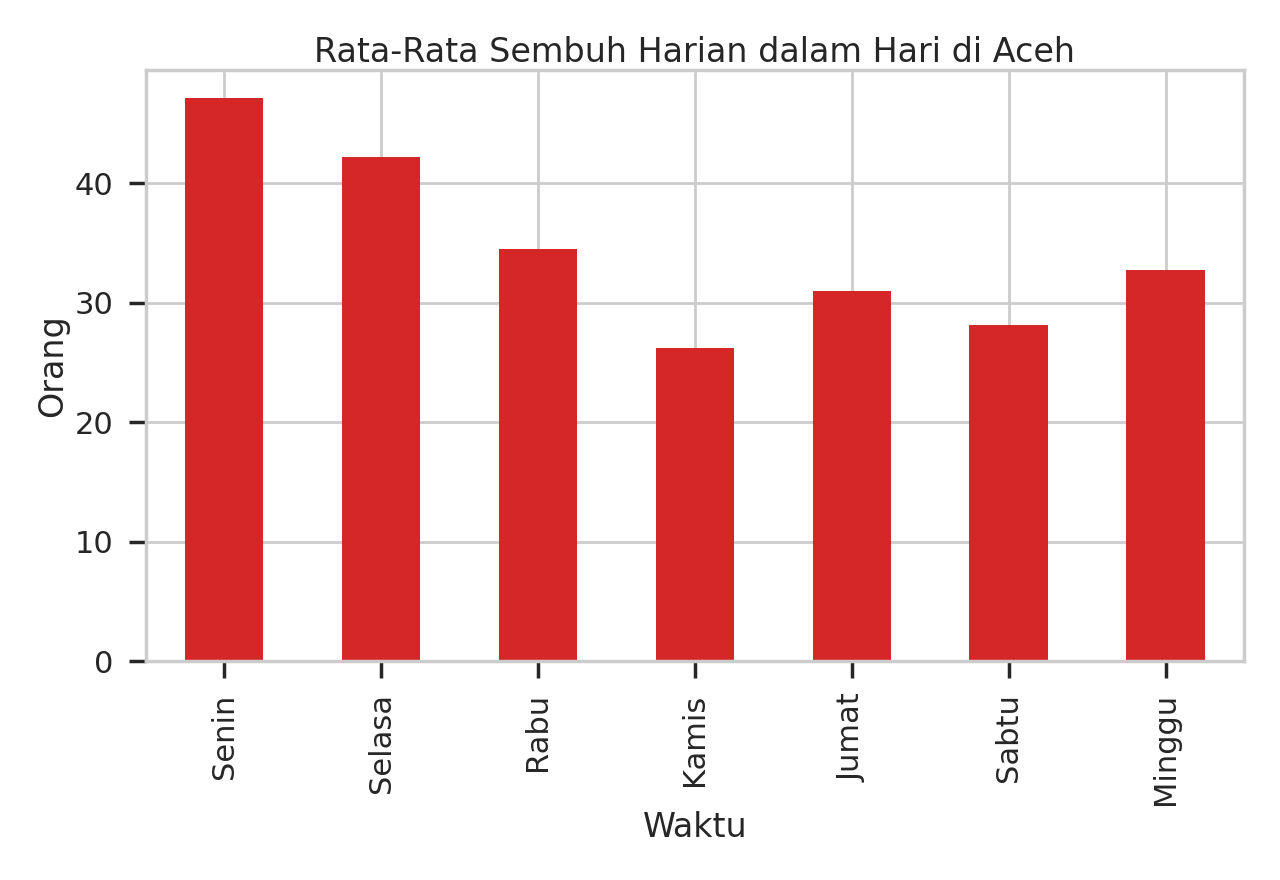 Rata-Rata Sembuh Harian dalam Hari di Aceh
Orang
40
30
20
10
0
Senin
Selasa
Rabu
Kamis
Jumat
Sabtu
Minggu
Waktu